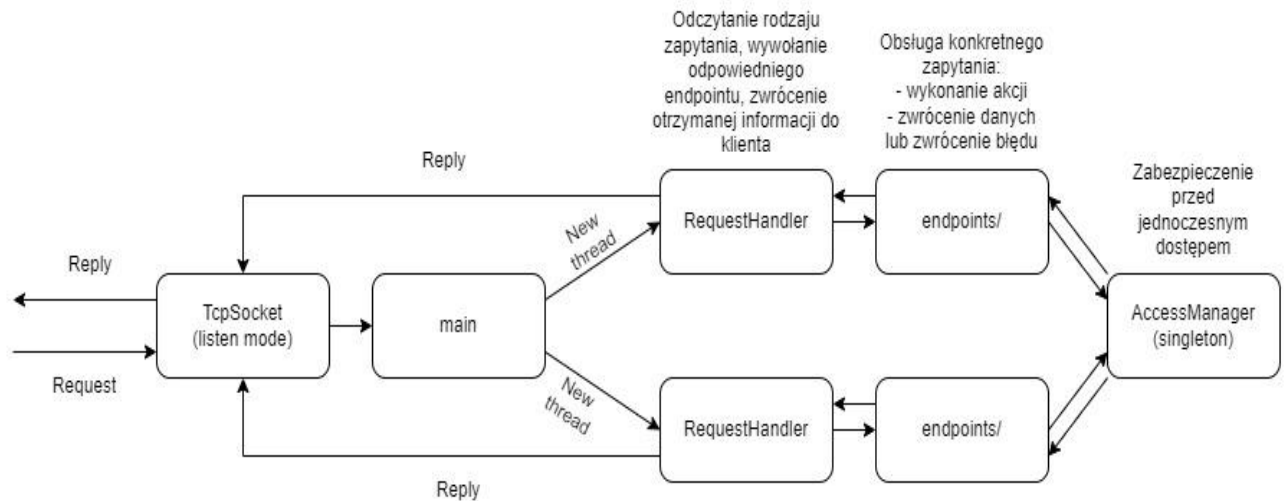 Odczytanie rodzaju
zapytania, wywołanie
odpowiedniego
endpointu, zwrócenie
otrzymanej informacji do
klienta
Obsługa konkretnego
zapytania:
- wykonanie akcji
- zwrócenie danych
lub zwrócenie błędu
Zabezpieczenie
przed
jednoczesnym
dostępem
Reply
RequestHandler
endpoints/
New
thread
Reply
TcpSocket
(listen mode)
main
AccessManager
(singleton)
Request
New
thread
RequestHandler
endpoints/
Reply